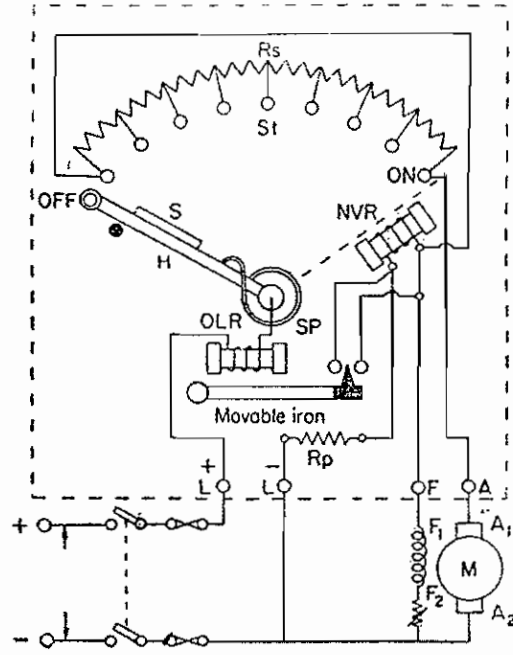 Rs
St
ON
OFF
S
NVR
H
OLR
SP
Movable iron
+
−
Rp
L
L
F
A
+
F₁
A₁
M
F₂
A₂
−